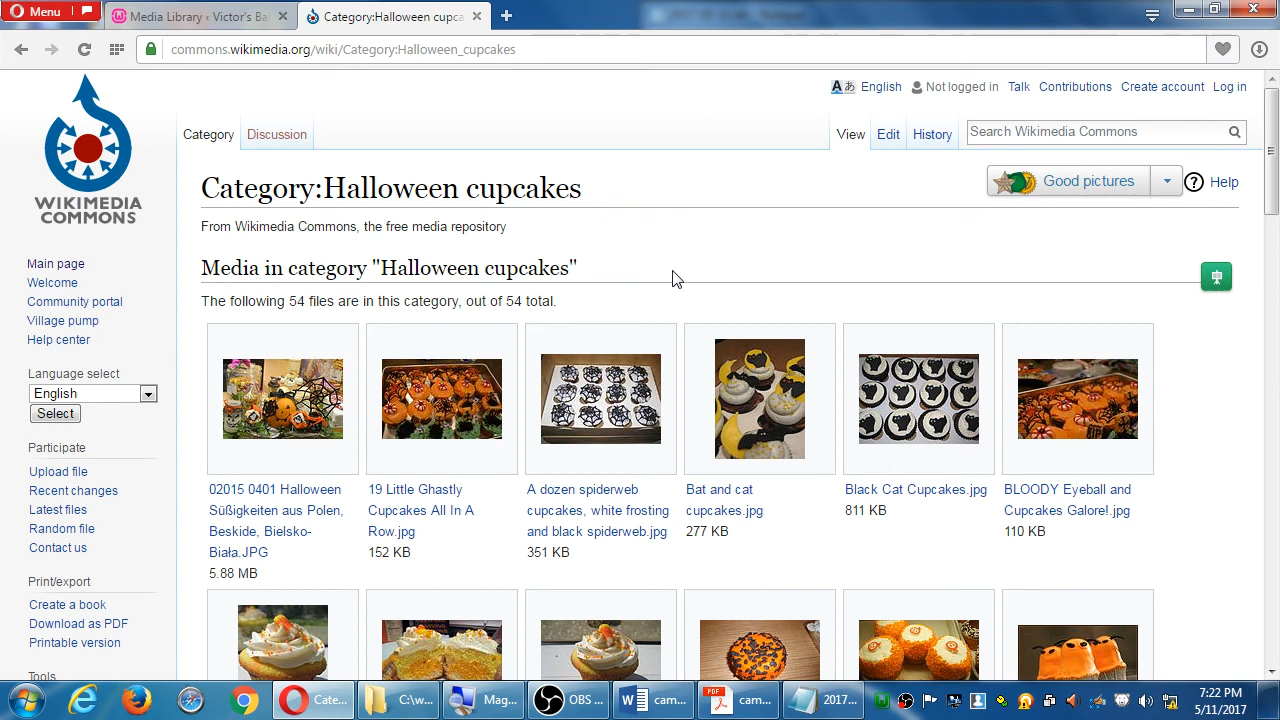 Menu
Media Library ‹ Victor's Ba
Category:Halloween cupca
commons.wikimedia.org/wiki/Category:Halloween_cupcakes
English
Not logged in
Talk
Contributions
Create account
Log in
WIKIMEDIA
COMMONS
Category
Discussion
View
Edit
History
Search Wikimedia Commons
Category:Halloween cupcakes
Good pictures
Help
From Wikimedia Commons, the free media repository
Media in category "Halloween cupcakes"
The following 54 files are in this category, out of 54 total.
Main page
Welcome
Community portal
Village pump
Help center
Language select
English
Select
Participate
Upload file
Recent changes
Latest files
Random file
Contact us
Print/export
Create a book
Download as PDF
Printable version
Tools
02015 0401 Halloween
Süßigkeiten aus Polen,
Beskide, Bielsko-
Biała.JPG
5.88 MB
19 Little Ghastly
Cupcakes All In A
Row.jpg
152 KB
A dozen spiderweb
cupcakes, white frosting
and black spiderweb.jpg
351 KB
Bat and cat
cupcakes.jpg
277 KB
Black Cat Cupcakes.jpg
811 KB
BLOODY Eyeball and
Cupcakes Galore!.jpg
110 KB
Cate...
C:\w...
Mag...
OBS ...
cam...
PDF
cam...
2017...
7:22 PM
5/11/2017